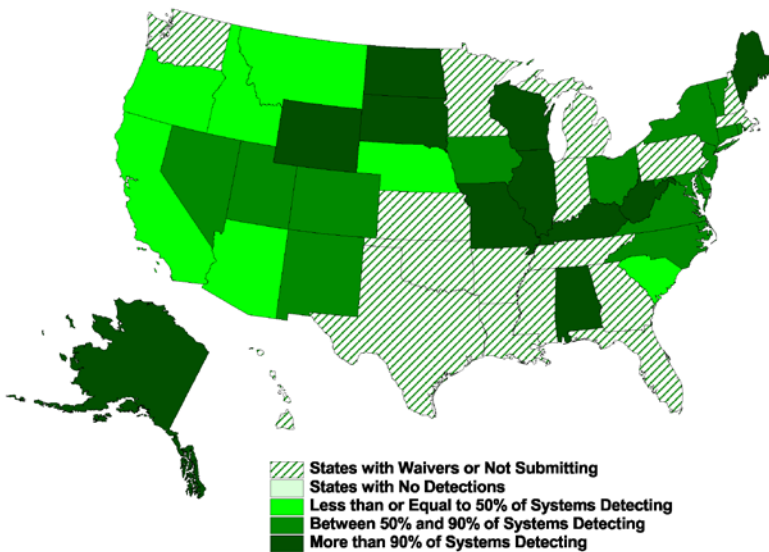 States with Waivers or Not Submitting
States with No Detections
Less than or Equal to 50% of Systems Detecting
Between 50% and 90% of Systems Detecting
More than 90% of Systems Detecting